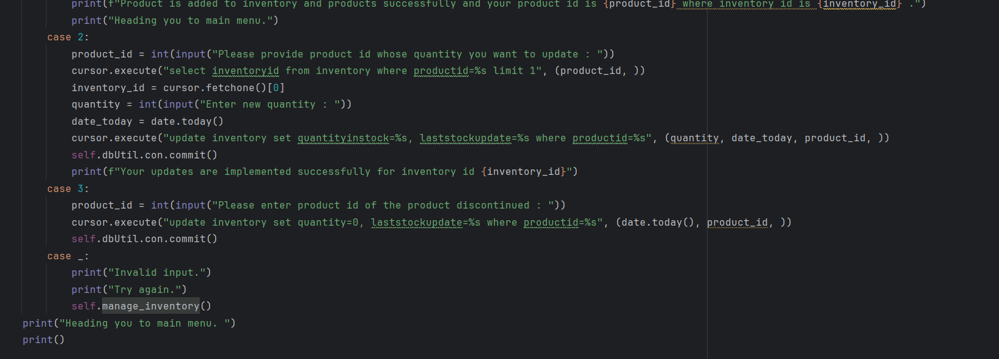 print(f"Product is added to inventory and products successfully and your product id is {product_id} where inventory id is {inventory_id} .")
print("Heading you to main menu.")
case 2:
product_id = int(input("Please provide product id whose quantity you want to update : "))
cursor.execute("select inventoryid from inventory where productid=%s limit 1", (product_id, ))
inventory_id = cursor.fetchone()[0]
quantity = int(input("Enter new quantity : "))
date_today = date.today()
cursor.execute("update inventory set quantityinstock=%s, laststockupdate=%s where productid=%s", (quantity, date_today, product_id, ))
self.dbUtil.con.commit()
print(f"Your updates are implemented successfully for inventory id {inventory_id}")
case 3:
product_id = int(input("Please enter product id of the product discontinued : "))
cursor.execute("update inventory set quantity=0, laststockupdate=%s where productid=%s", (date.today(), product_id, ))
self.dbUtil.con.commit()
case _:
print("Invalid input.")
print("Try again.")
self.manage_inventory()
print("Heading you to main menu. ")
print()